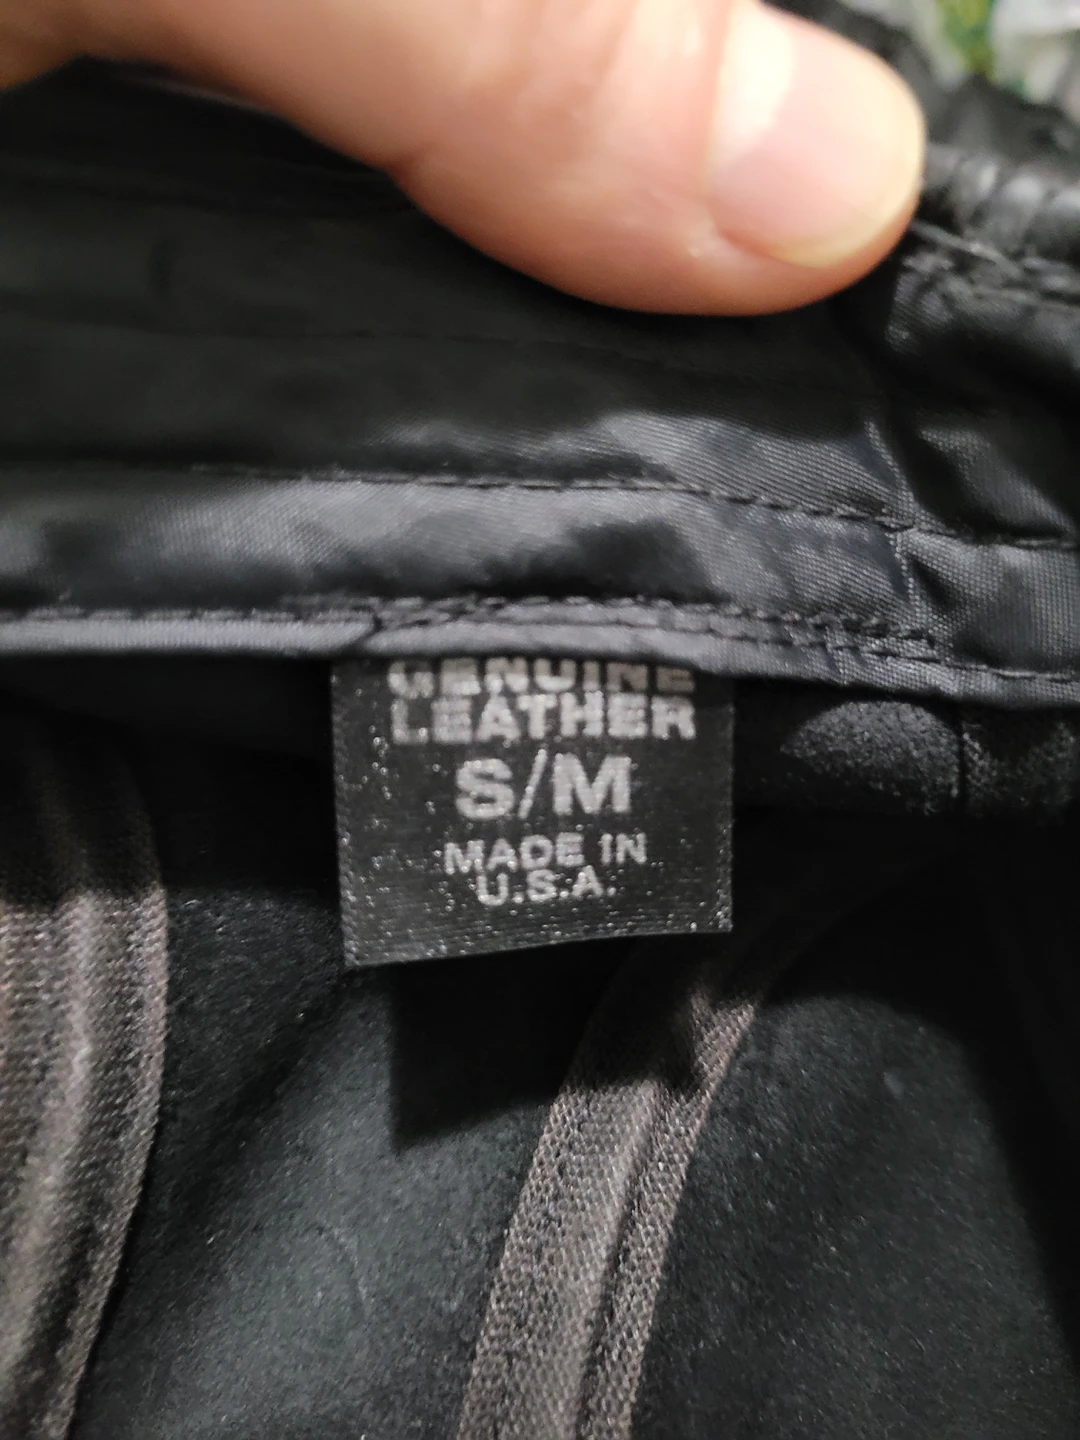 GENUINE
LEATHER
S/M
MADE IN
U.S.A.